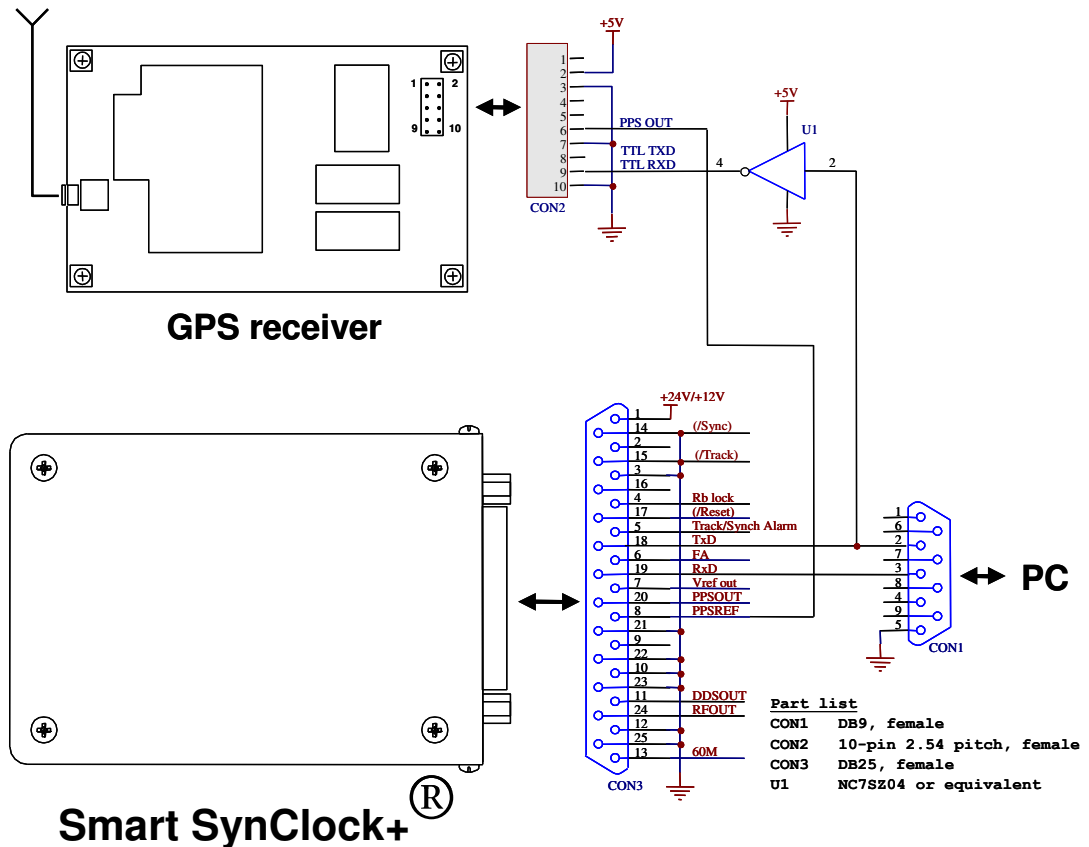 +5V
1 2
9 10
1
2
3
4
5
6 PPS OUT
7
8 TTL TXD
9 TTL RXD
10
CON2
+5V
U1
4 2
GPS receiver
+24V/+12V
1
14 (/Sync)
2
15 (/Track)
3
16
4 Rb lock
17 (/Reset)
5 Track/Synch Alarm
18 TxD
6 FA
19 RxD
7 Vref out
20 PPSOUT
8 PPSREF
21
9
22
10
23
11 DDSOUT
24 RFOUT
12
25
13 60M
CON3
1
6
2
7
3
8
4
9
5
CON1
PC
Part list
CON1 DB9, female
CON2 10-pin 2.54 pitch, female
CON3 DB25, female
U1 NC7SZ04 or equivalent
Smart SynClock+®